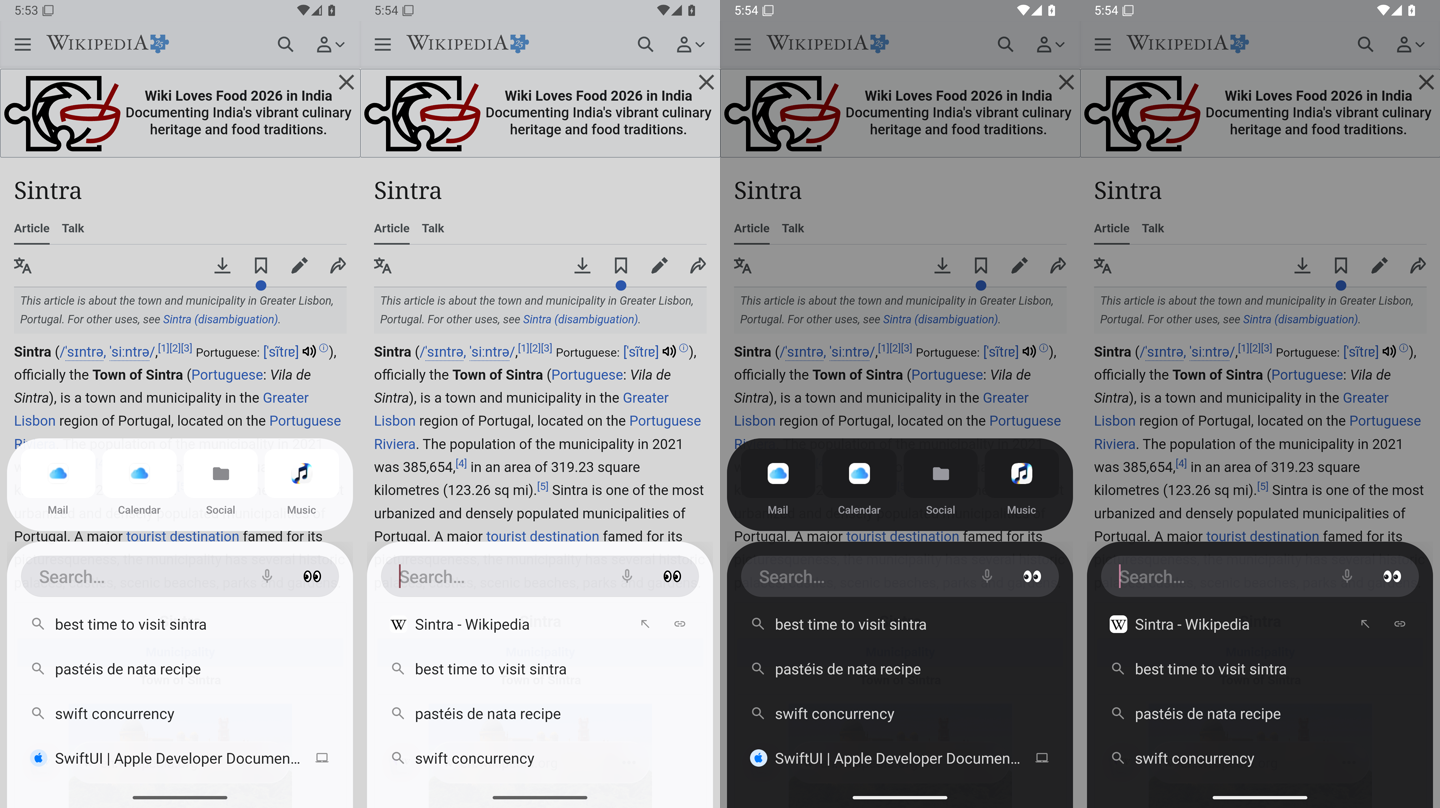 5:53
WIKIPEDIA
Wiki Loves Food 2026 in India
Documenting India's vibrant culinary
heritage and food traditions.
Sintra
Article Talk
This article is about the town and municipality in Greater Lisbon,
Portugal. For other uses, see Sintra (disambiguation).
Sintra (/ˈsɪntrə, ˈsiːntrə/,[1][2][3] Portuguese: [ˈsĩtɾɐ]),
officially the Town of Sintra (Portuguese: Vila de
Sintra), is a town and municipality in the Greater
Lisbon region of Portugal, located on the Portuguese
Mail Calendar Social Music
Portugal. A major tourist destination famed for its
Search...
best time to visit sintra
pastéis de nata recipe
swift concurrency
SwiftUI | Apple Developer Documen...
5:54
WIKIPEDIA
Wiki Loves Food 2026 in India
Documenting India's vibrant culinary
heritage and food traditions.
Sintra
Article Talk
This article is about the town and municipality in Greater Lisbon,
Portugal. For other uses, see Sintra (disambiguation).
Sintra (/ˈsɪntrə, ˈsiːntrə/,[1][2][3] Portuguese: [ˈsĩtɾɐ]),
officially the Town of Sintra (Portuguese: Vila de
Sintra), is a town and municipality in the Greater
Lisbon region of Portugal, located on the Portuguese
Riviera. The population of the municipality in 2021
was 385,654,[4] in an area of 319.23 square
kilometres (123.26 sq mi).[5] Sintra is one of the most
urbanized and densely populated municipalities of
Portugal. A major tourist destination famed for its
Search...
Sintra - Wikipedia
best time to visit sintra
pastéis de nata recipe
swift concurrency
5:54
WIKIPEDIA
Wiki Loves Food 2026 in India
Documenting India's vibrant culinary
heritage and food traditions.
Sintra
Article Talk
This article is about the town and municipality in Greater Lisbon,
Portugal. For other uses, see Sintra (disambiguation).
Sintra (/ˈsɪntrə, ˈsiːntrə/,[1][2][3] Portuguese: [ˈsĩtɾɐ]),
officially the Town of Sintra (Portuguese: Vila de
Sintra), is a town and municipality in the Greater
Lisbon region of Portugal, located on the Portuguese
Mail Calendar Social Music
Portugal. A major tourist destination famed for its
Search...
best time to visit sintra
pastéis de nata recipe
swift concurrency
SwiftUI | Apple Developer Documen...
5:54
WIKIPEDIA
Wiki Loves Food 2026 in India
Documenting India's vibrant culinary
heritage and food traditions.
Sintra
Article Talk
This article is about the town and municipality in Greater Lisbon,
Portugal. For other uses, see Sintra (disambiguation).
Sintra (/ˈsɪntrə, ˈsiːntrə/,[1][2][3] Portuguese: [ˈsĩtɾɐ]),
officially the Town of Sintra (Portuguese: Vila de
Sintra), is a town and municipality in the Greater
Lisbon region of Portugal, located on the Portuguese
Riviera. The population of the municipality in 2021
was 385,654,[4] in an area of 319.23 square
kilometres (123.26 sq mi).[5] Sintra is one of the most
urbanized and densely populated municipalities of
Portugal. A major tourist destination famed for its
Search...
Sintra - Wikipedia
best time to visit sintra
pastéis de nata recipe
swift concurrency